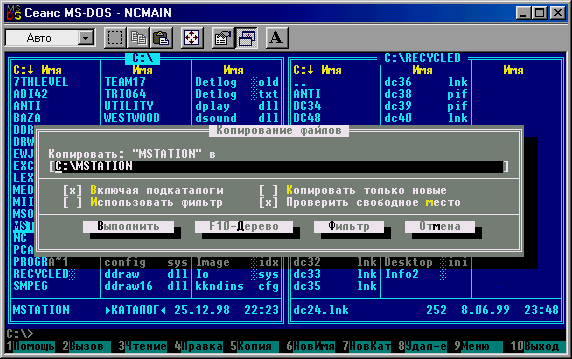 Сеанс MS-DOS - NCMAIN
Авто
C:\ C:\RECYCLED
C:↓ Имя Имя Имя C:↓ Имя Имя Имя
7THLEVEL TEAM17 Detlog old .. dc36 lnk
ADI42 TRIO64 Detlog txt ANTI dc38 pif
ANTI UTILITY dplay dll DC34 dc39 pif
BAZA WESTWOOD dsound dll DC48 dc40 lnk
DDR
DRW
EWJ
EXC
LEX
MED
MII
MSO
MST
NC
PCA
Копирование файлов
Копировать: "MSTATION" в
[C:\MSTATION ]
[x] Включая подкаталоги [ ] Копировать только новые
[ ] Использовать фильтр [x] Проверить свободное место
Выполнить F10-Дерево Фильтр Отмена
PROGRA~1 config sys Image idx dc32 lnk Desktop ini
RECYCLED ddraw dll Io sys dc33 lnk Info2
SMPEG ddraw16 dll kkndins cfg dc35 lnk
MSTATION ►КАТАЛОГ◄ 25.12.98 22:23 dc24.lnk 252 8.06.99 23:48
C:\>
1Помощь 2Вызов 3Чтение 4Правка 5Копия 6НовИмя 7НовКат 8Удал-е 9Меню 10Выход